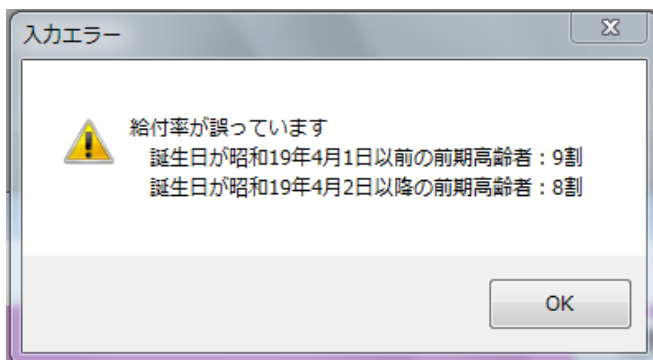 入力エラー
給付率が誤っています
誕生日が昭和19年4月1日以前の前期高齢者：9割
誕生日が昭和19年4月2日以降の前期高齢者：8割
OK